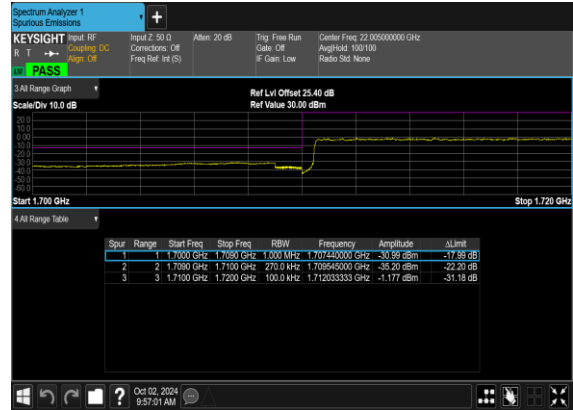 Spectrum Analyzer 1
Spurious Emissions
KEYSIGHT Input: RF Input Z: 50 Ω Atten: 20 dB Trig: Free Run Center Freq: 22.005000000 GHz
R T Coupling: DC Corrections: Off Gate: Off Avg|Hold: 100/100
Align: Off Freq Ref: Int (S) IF Gain: Low Radio Std: None
PASS
3 All Range Graph Ref Lvl Offset 25.40 dB
Scale/Div 10.0 dB Ref Value 30.00 dBm
20.0
10.0
0.00
-10.0
-20.0
-30.0
-40.0
-50.0
-60.0
Start 1.700 GHz Stop 1.720 GHz
4 All Range Table
Spur Range Start Freq Stop Freq RBW Frequency Amplitude ΔLimit
1 1 1.7000 GHz 1.7090 GHz 1.000 MHz 1.707440000 GHz -30.99 dBm -17.99 dB
2 2 1.7090 GHz 1.7100 GHz 270.0 kHz 1.709545000 GHz -35.20 dBm -22.20 dB
3 3 1.7100 GHz 1.7200 GHz 100.0 kHz 1.712033333 GHz -1.177 dBm -31.18 dB
? Oct 02, 2024
9:57:01 AM